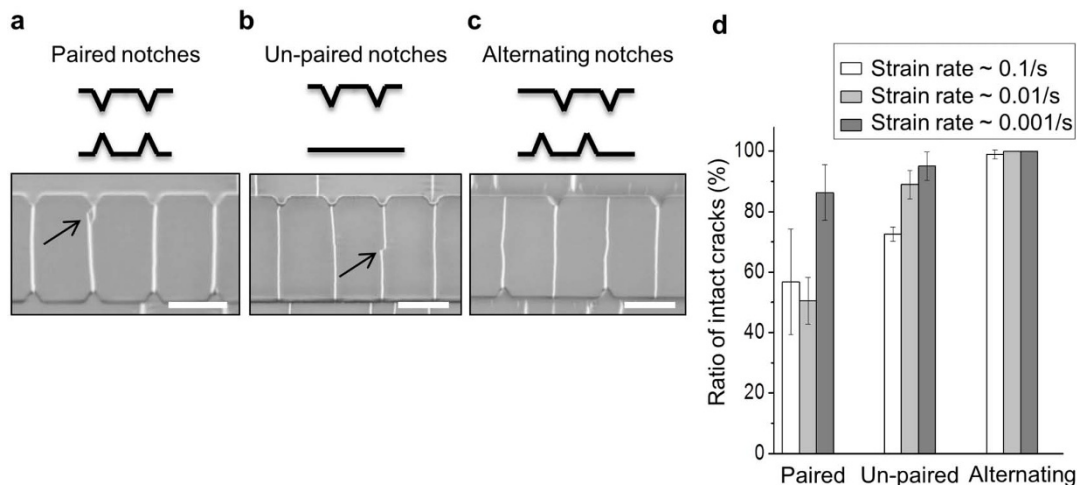 a
Paired notches
b
Un-paired notches
c
Alternating notches
d
Strain rate ~ 0.1/s
Strain rate ~ 0.01/s
Strain rate ~ 0.001/s
Ratio of intact cracks (%)
100
80
60
40
20
0
Paired
Un-paired
Alternating